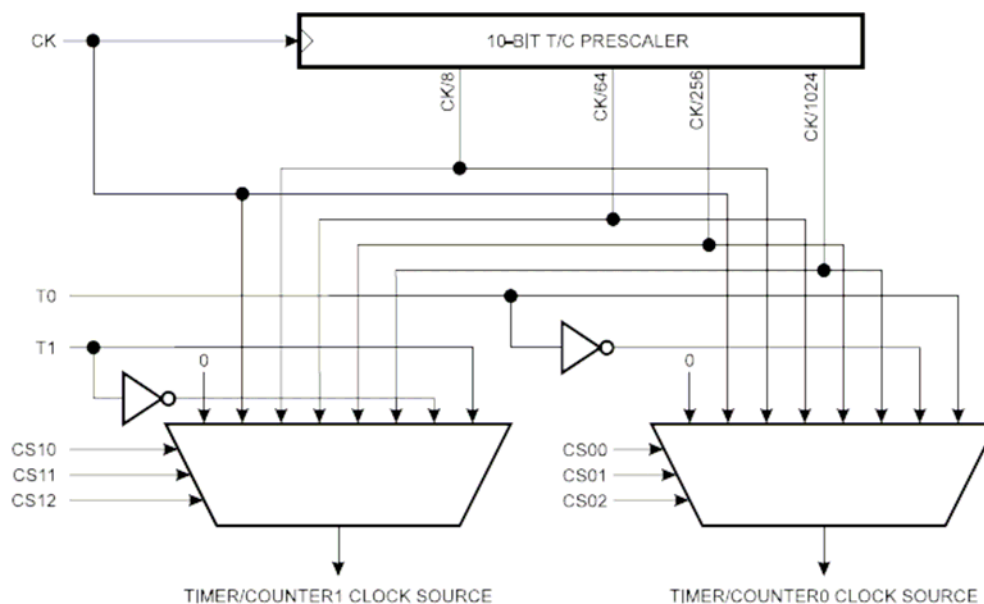 CK
10-BIT T/C PRESCALER
CK/8
CK/64
CK/256
CK/1024
T0
T1
0
0
CS10
CS11
CS12
CS00
CS01
CS02
TIMER/COUNTER1 CLOCK SOURCE
TIMER/COUNTER0 CLOCK SOURCE